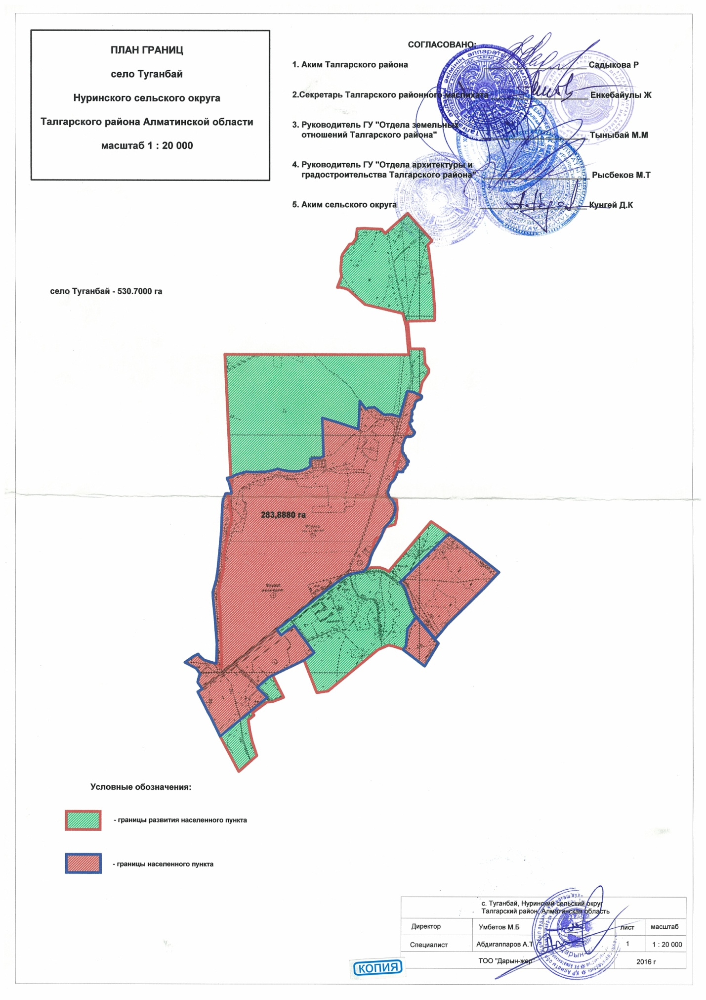 ПЛАН ГРАНИЦ
село Туганбай
Нуринского сельского округа
Талгарского района Алматинской области
масштаб 1 : 20 000
СОГЛАСОВАНО:
1. Аким Талгарского района Садыкова Р
2.Секретарь Талгарского районного маслихата Енкебайулы Ж
3. Руководитель ГУ "Отдела земельных
отношений Талгарского района" Тыныбай М.М
4. Руководитель ГУ "Отдела архитектуры и
градостроительства Талгарского района" Рысбеков М.Т
5. Аким сельского округа Кунгей Д.К
село Туганбай - 530.7000 га
283,8880 га
Условные обозначения:
- границы развития населенного пункта
- границы населенного пункта
с. Туганбай, Нуринский сельский округ
Талгарский район, Алматинская область
Директор Умбетов М.Б лист масштаб
Специалист Абдигаппаров А.Т 1 1 : 20 000
ТОО "Дарын-жер" 2016 г
КОПИЯ